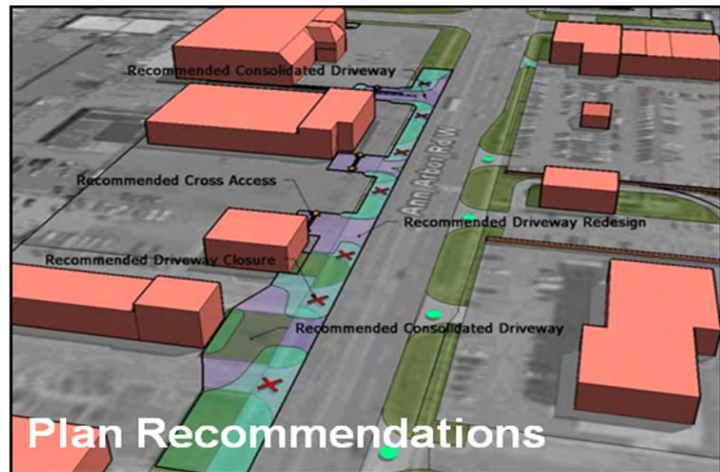 Recommended Consolidated Driveway
Ann Arbor Rd W
Recommended Cross Access
Recommended Driveway Redesign
Recommended Driveway Closure
Recommended Consolidated Driveway
Plan Recommendations